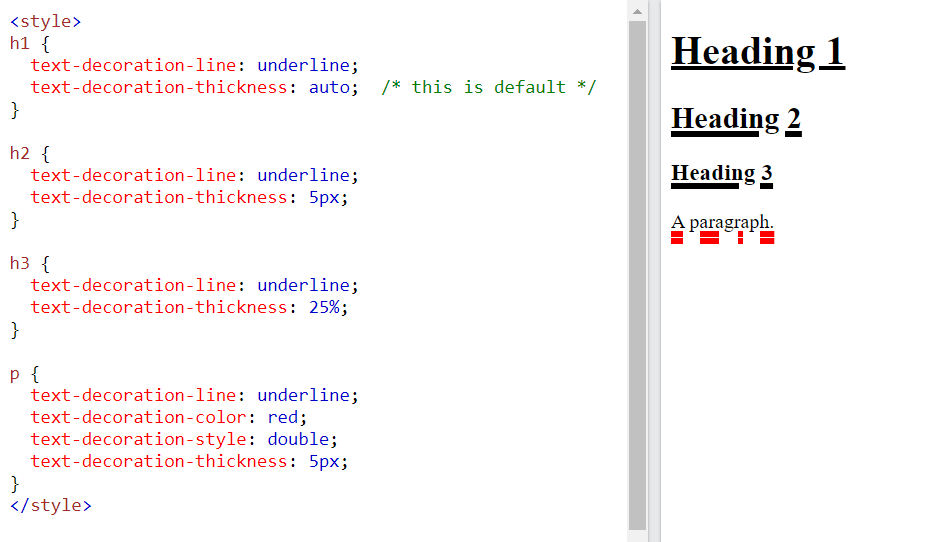 <style>
h1 {
  text-decoration-line: underline;
  text-decoration-thickness: auto;  /* this is default */
}

h2 {
  text-decoration-line: underline;
  text-decoration-thickness: 5px;
}

h3 {
  text-decoration-line: underline;
  text-decoration-thickness: 25%;
}

p {
  text-decoration-line: underline;
  text-decoration-color: red;
  text-decoration-style: double;
  text-decoration-thickness: 5px;
}
</style>
Heading 1
Heading 2
Heading 3
A paragraph.